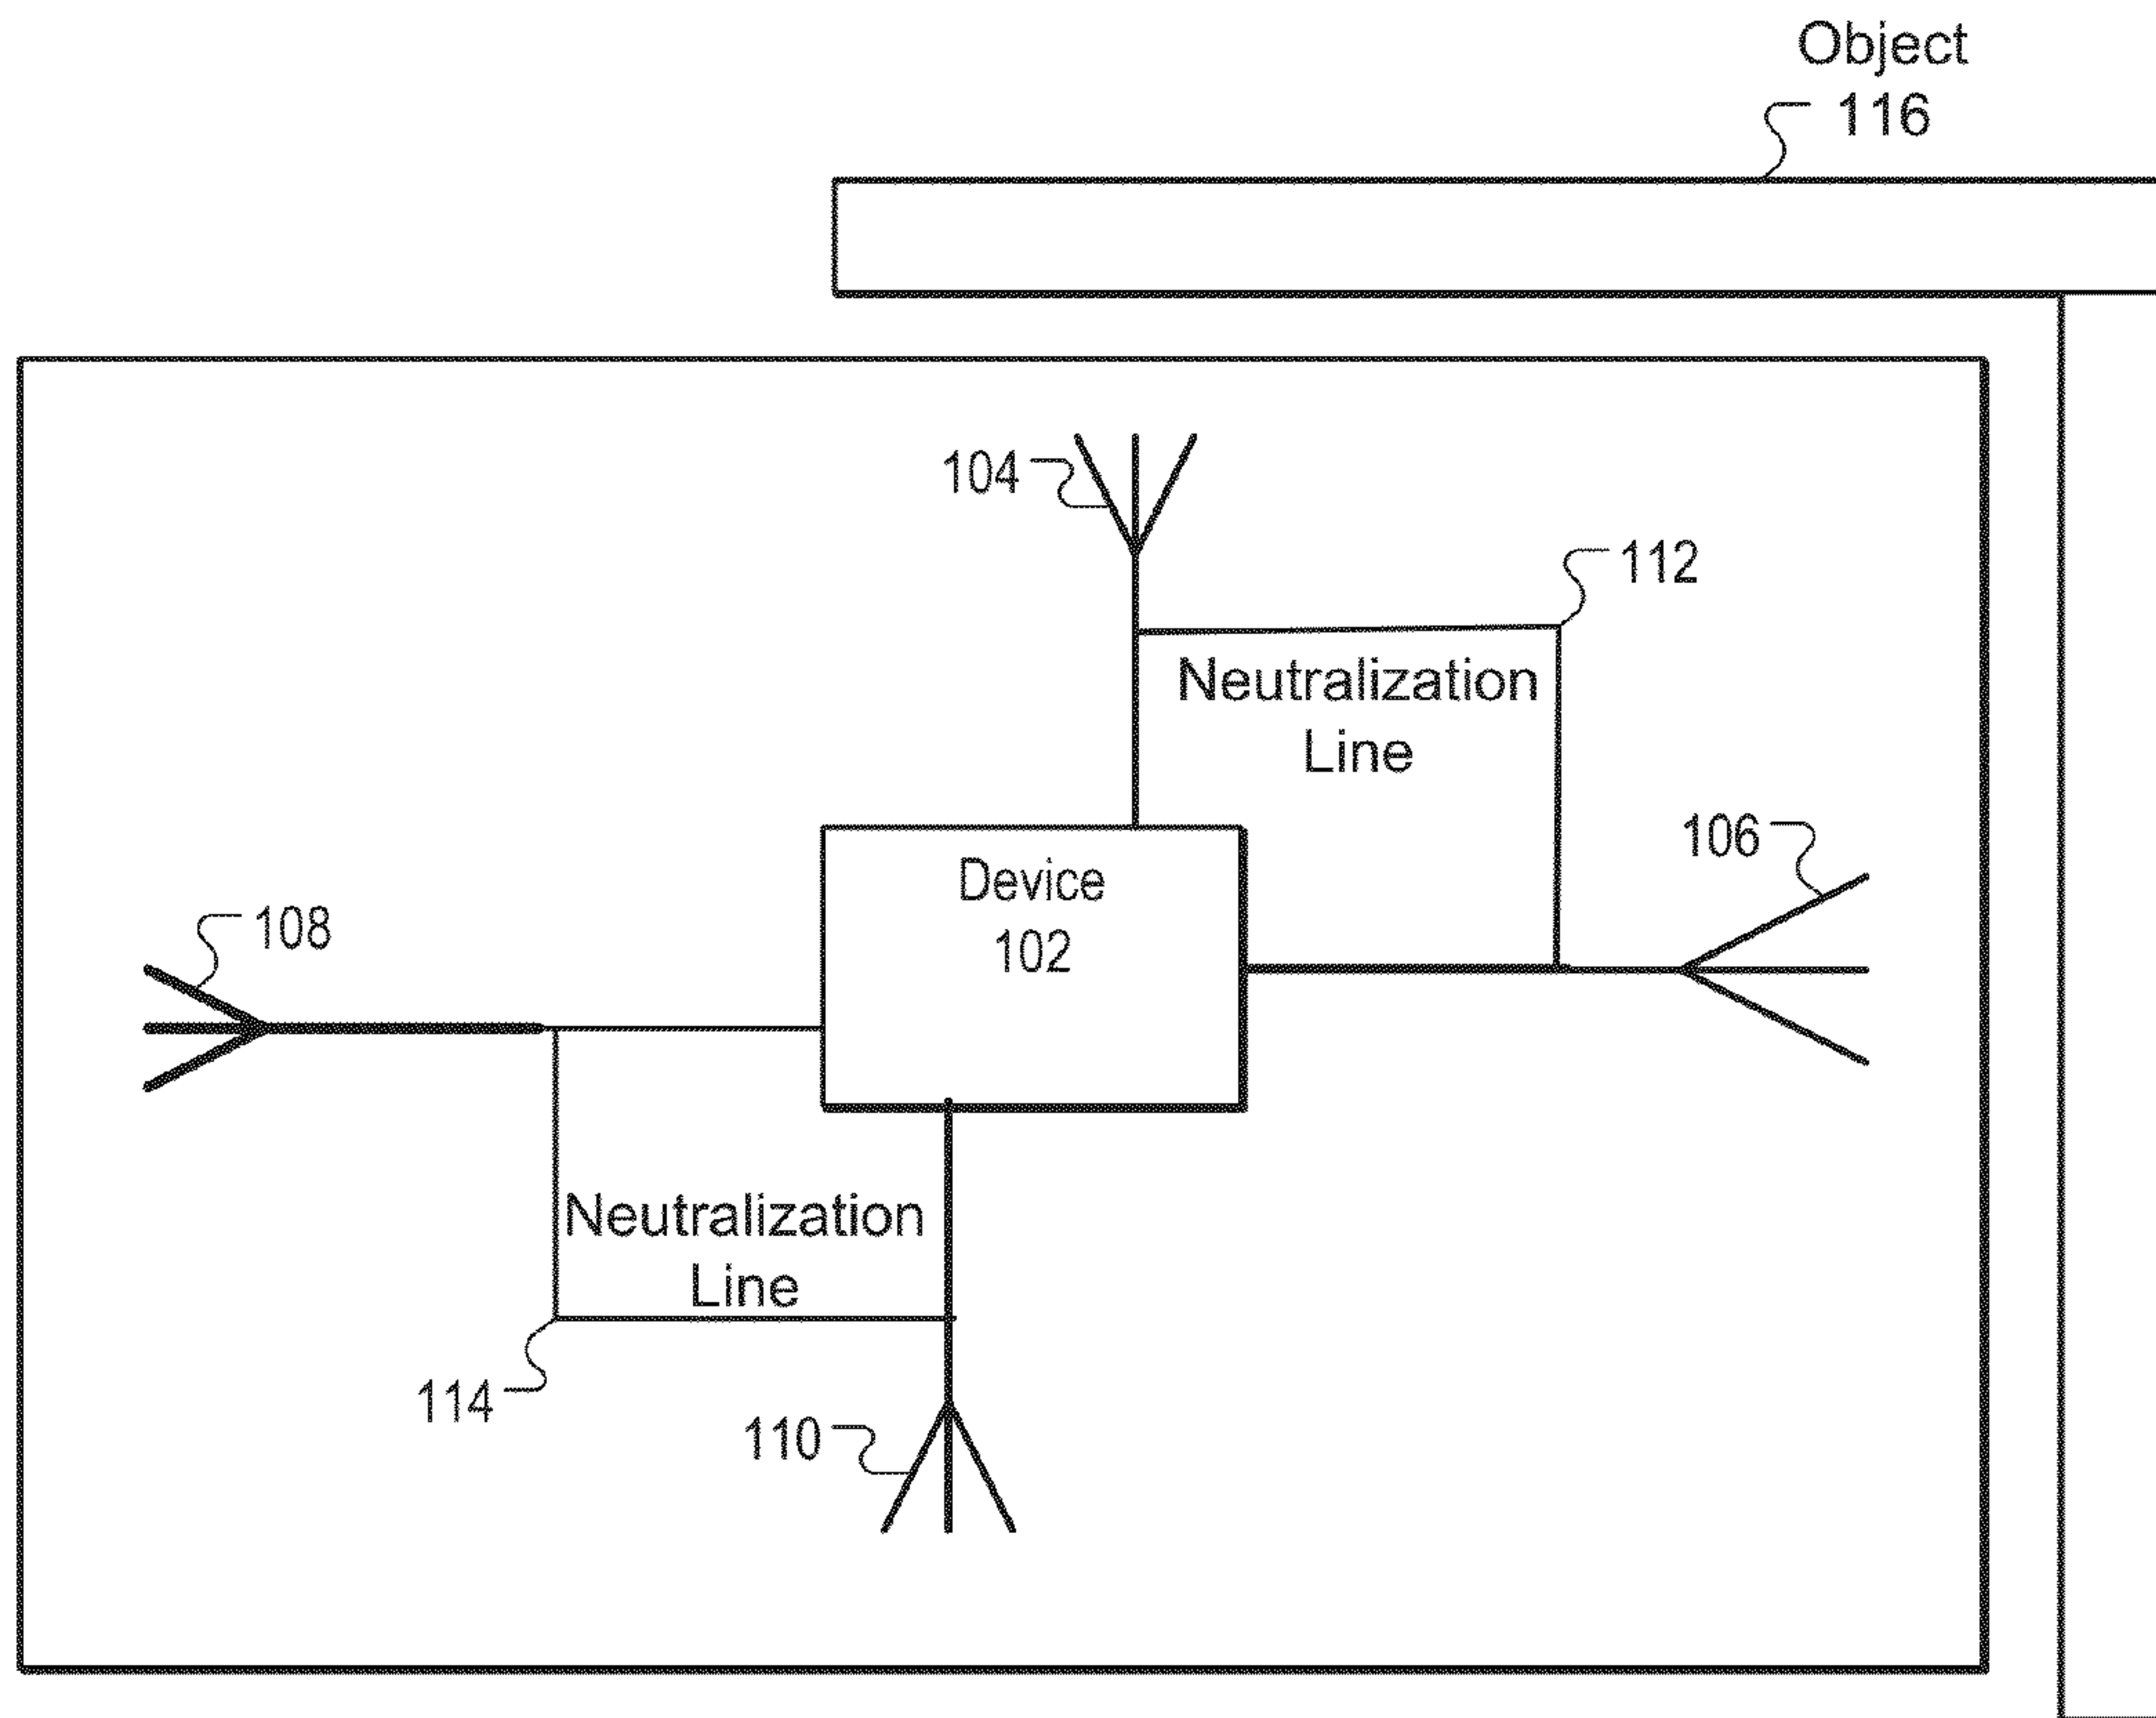 Object
116
104
112
Neutralization
Line
106
Device
102
108
Neutralization
Line
114
110